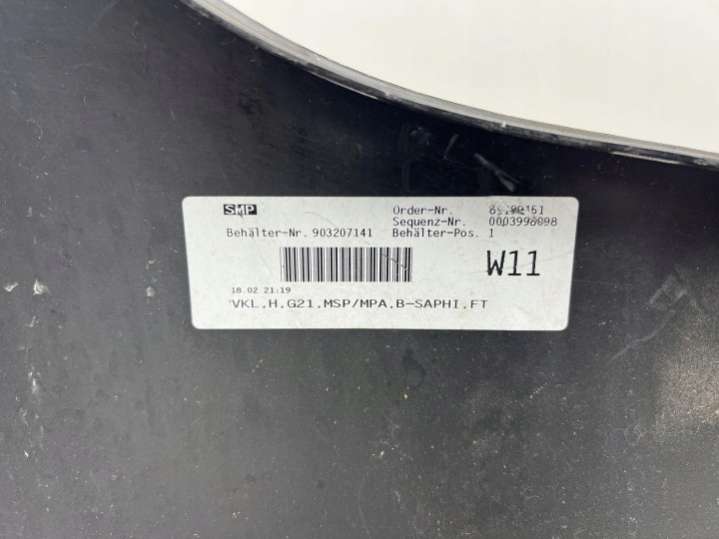 SMP
Order-Nr.
Sequenz-Nr. 0003998098
Behälter-Nr. 903207141 Behälter-Pos. 1
W11
18.02 21:19
VKL.H.G21.MSP/MPA.B-SAPHI.FT